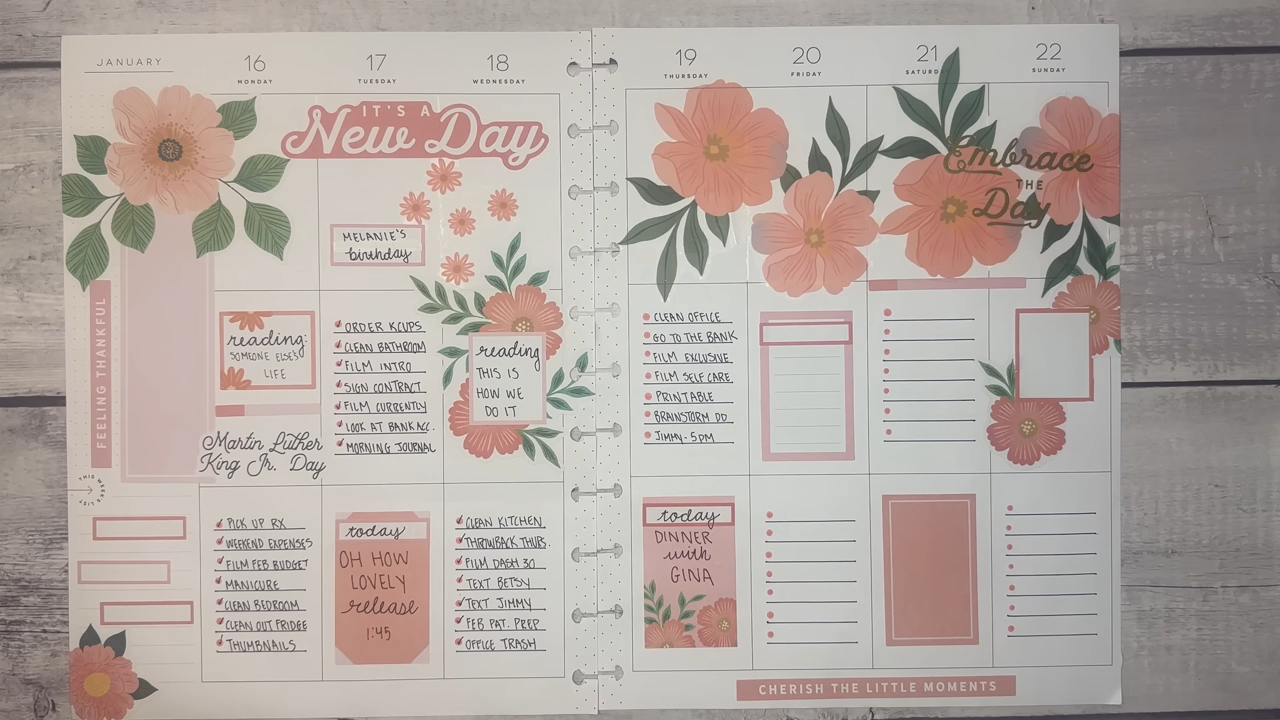 JANUARY
16
MONDAY
17
TUESDAY
18
WEDNESDAY
19
THURSDAY
20
FRIDAY
21
SATURD
22
SUNDAY
IT'S A
New Day
Embrace
THE
Day
MELANIE'S
birthday
FEELING THANKFUL
reading:
SOMEONE ELSE'S
LIFE
Martin Luther
King Jr. Day
ORDER KCUPS
CLEAN BATHROOM
FILM INTRO
SIGN CONTRACT
FILM CURRENTLY
LOOK AT BANK ACC.
MORNING JOURNAL
reading
THIS IS
HOW WE
DO IT
CLEAN OFFICE
GO TO THE BANK
FILM EXCLUSIVE
FILM SELF CARE
PRINTABLE
BRAINSTORM DD
JIMMY - 5PM
THIS WEEK'S LIST
PICK UP RX
WEEKEND EXPENSES
FILM FEB BUDGET
MANICURE
CLEAN BEDROOM
CLEAN OUT FRIDGE
THUMBNAILS
today
OH HOW
LOVELY
release
1:45
CLEAN KITCHEN
THROWBACK THURS.
FILM DASH 30
TEXT BETSY
TEXT JIMMY
FEB PAT. PREP
OFFICE TRASH
today
DINNER
with
GINA
CHERISH THE LITTLE MOMENTS